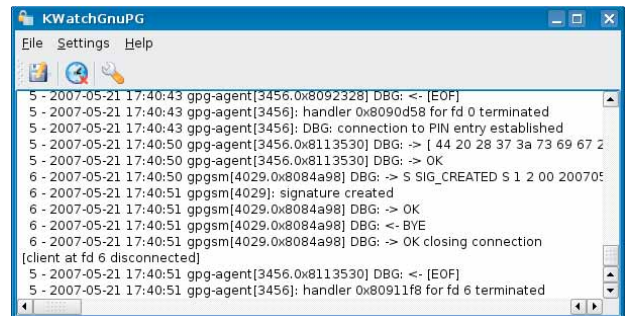 KWatchGnuPG
File Settings Help
5 - 2007-05-21 17:40:43 gpg-agent[3456.0x8092328] DBG: <- [EOF]
5 - 2007-05-21 17:40:43 gpg-agent[3456]: handler 0x8090d58 for fd 0 terminated
5 - 2007-05-21 17:40:43 gpg-agent[3456]: DBG: connection to PIN entry established
5 - 2007-05-21 17:40:50 gpg-agent[3456.0x8113530] DBG: -> [ 44 20 28 37 3a 73 69 67 2
5 - 2007-05-21 17:40:50 gpg-agent[3456.0x8113530] DBG: -> OK
6 - 2007-05-21 17:40:50 gpgsm[4029.0x8084a98] DBG: -> S SIG_CREATED S 1 2 00 200705
6 - 2007-05-21 17:40:51 gpgsm[4029]: signature created
6 - 2007-05-21 17:40:51 gpgsm[4029.0x8084a98] DBG: -> OK
6 - 2007-05-21 17:40:51 gpgsm[4029.0x8084a98] DBG: <- BYE
6 - 2007-05-21 17:40:51 gpgsm[4029.0x8084a98] DBG: -> OK closing connection
[client at fd 6 disconnected]
5 - 2007-05-21 17:40:51 gpg-agent[3456.0x8113530] DBG: <- [EOF]
5 - 2007-05-21 17:40:51 gpg-agent[3456]: handler 0x80911f8 for fd 6 terminated